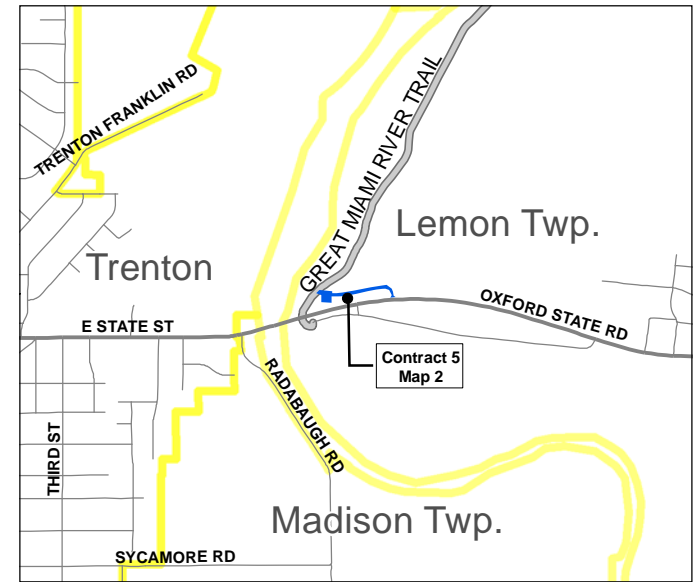 TRENTON FRANKLIN RD
GREAT MIAMI RIVER TRAIL
Lemon Twp.
Trenton
E STATE ST
OXFORD STATE RD
Contract 5
Map 2
RADABAUGH RD
THIRD ST
Madison Twp.
SYCAMORE RD